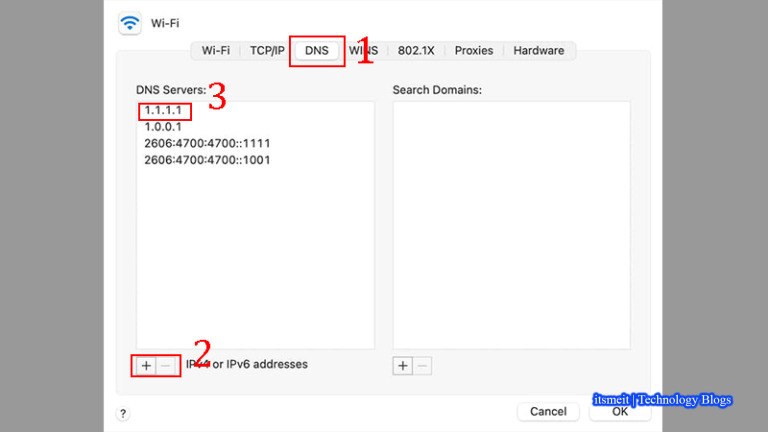 Wi-Fi
Wi-Fi TCP/IP DNS WINS 802.1X Proxies Hardware
1
DNS Servers:
3
Search Domains:
1.1.1.1
1.0.0.1
2606:4700:4700::1111
2606:4700:4700::1001
+ − IPv4 or IPv6 addresses
2
+ −
itsmeit | Technology Blogs
? Cancel OK